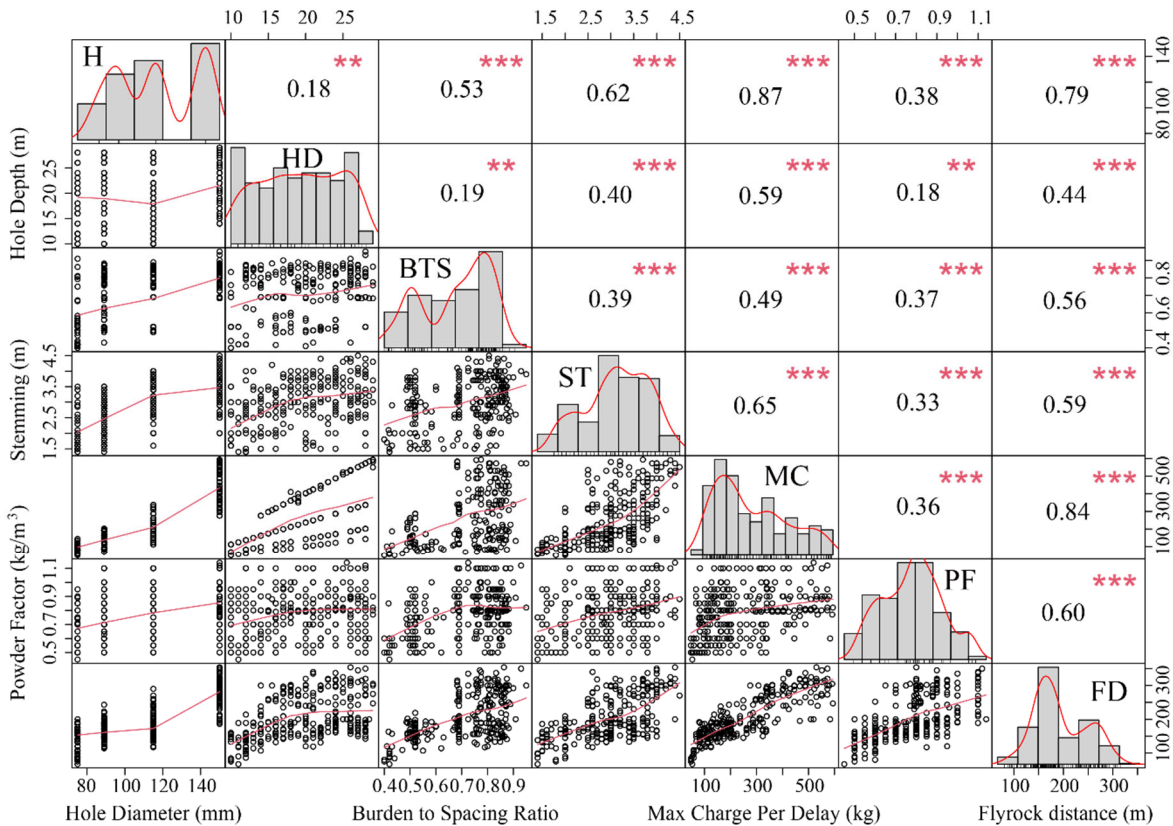 10 15 20 25 1.5 2.5 3.5 4.5 0.5 0.7 0.9 1.1
H ** *** *** *** *** ***
0.18 0.53 0.62 0.87 0.38 0.79
80 100 140
Hole Depth (m)
10 15 20 25
HD ** *** *** ** ***
0.19 0.40 0.59 0.18 0.44
BTS *** *** *** ***
0.39 0.49 0.37 0.56
0.4 0.6 0.8
Stemming (m)
1.5 2.5 3.5 4.5
ST *** *** ***
0.65 0.33 0.59
MC *** ***
0.36 0.84
100 300 500
Powder Factor (kg/m³)
0.5 0.7 0.9 1.1
PF ***
0.60
FD
100 200 300
80 100 120 140 0.40 0.50 0.60 0.70 0.80 0.9 100 300 500 100 200 300
Hole Diameter (mm) Burden to Spacing Ratio Max Charge Per Delay (kg) Flyrock distance (m)